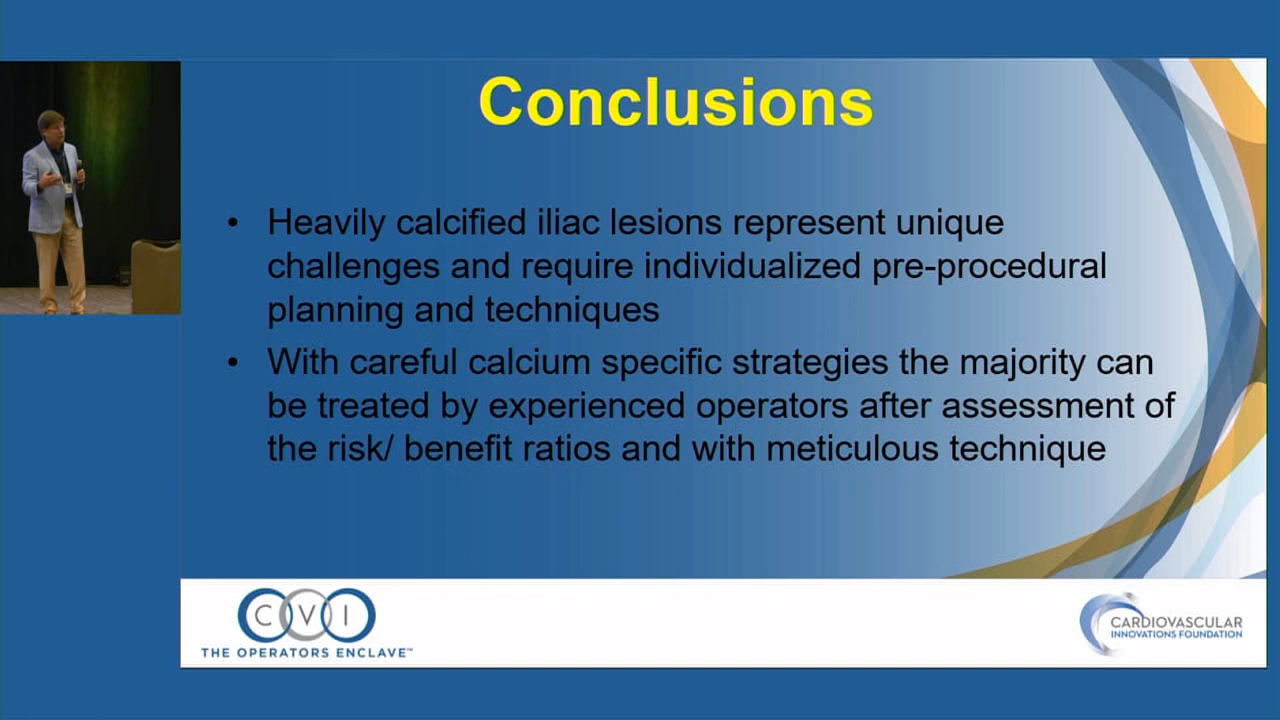 Conclusions
• Heavily calcified iliac lesions represent unique
challenges and require individualized pre-procedural
planning and techniques
• With careful calcium specific strategies the majority can
be treated by experienced operators after assessment of
the risk/ benefit ratios and with meticulous technique
CVI
THE OPERATORS ENCLAVE™
CARDIOVASCULAR
INNOVATIONS FOUNDATION